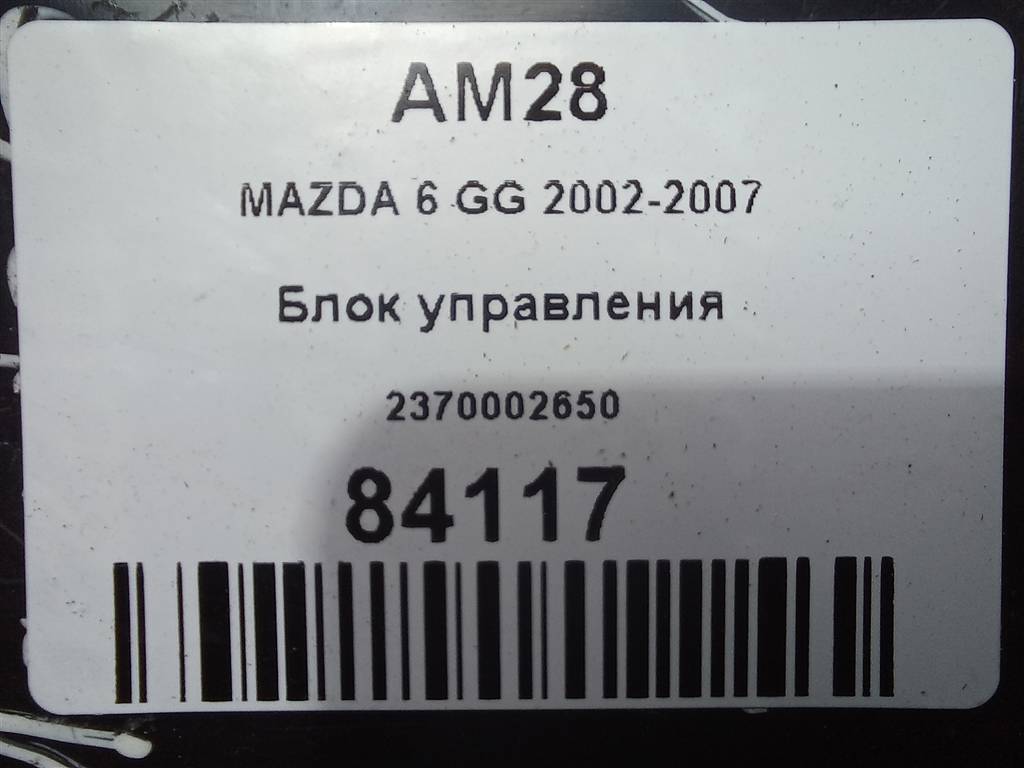 AM28
MAZDA 6 GG 2002-2007
Блок управления
2370002650
84117